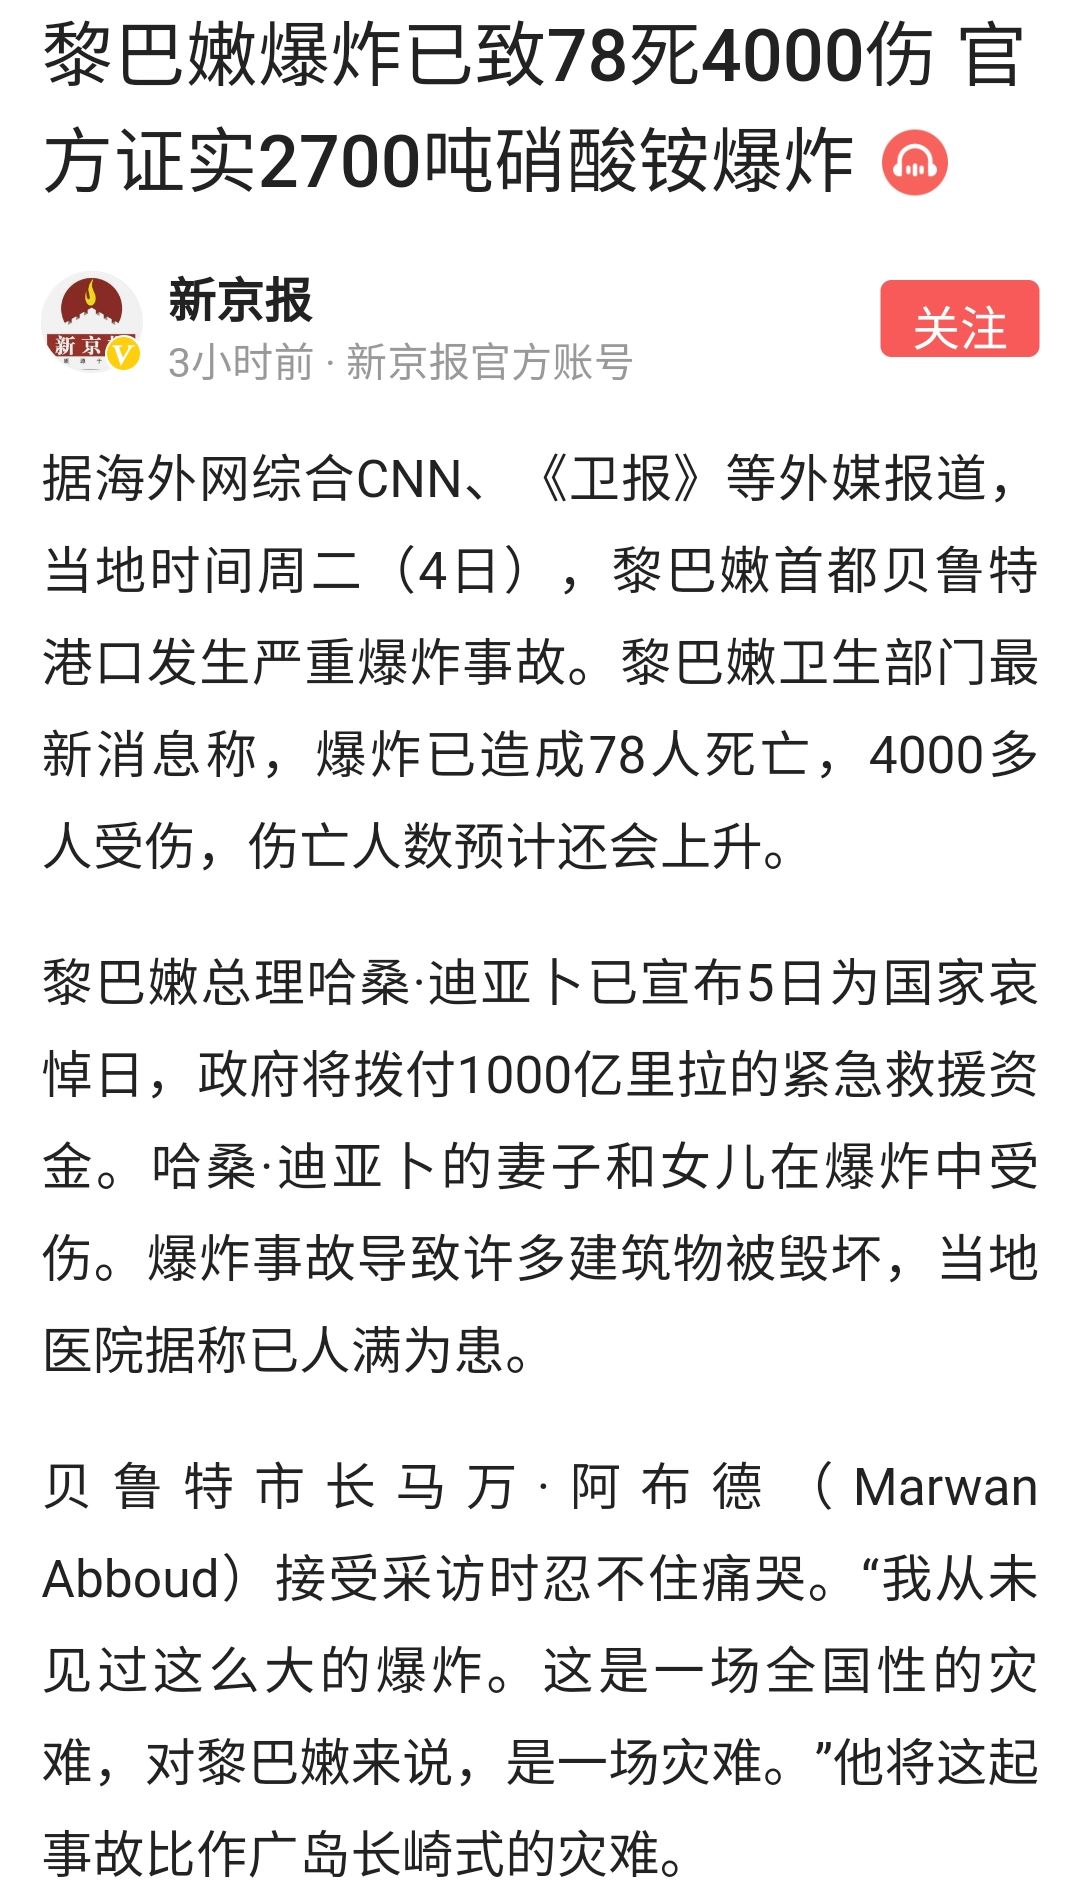 黎巴嫩爆炸已致78死4000伤 官
方证实2700吨硝酸铵爆炸
新京报
3小时前 · 新京报官方账号
关注
新京
据海外网综合CNN、《卫报》等外媒报道，
当地时间周二（4日），黎巴嫩首都贝鲁特
港口发生严重爆炸事故。黎巴嫩卫生部门最
新消息称，爆炸已造成78人死亡，4000多
人受伤，伤亡人数预计还会上升。
黎巴嫩总理哈桑·迪亚卜已宣布5日为国家哀
悼日，政府将拨付1000亿里拉的紧急救援资
金。哈桑·迪亚卜的妻子和女儿在爆炸中受
伤。爆炸事故导致许多建筑物被毁坏，当地
医院据称已人满为患。
贝鲁特市长马万·阿布德（Marwan
Abboud）接受采访时忍不住痛哭。“我从未
见过这么大的爆炸。这是一场全国性的灾
难，对黎巴嫩来说，是一场灾难。”他将这起
事故比作广岛长崎式的灾难。